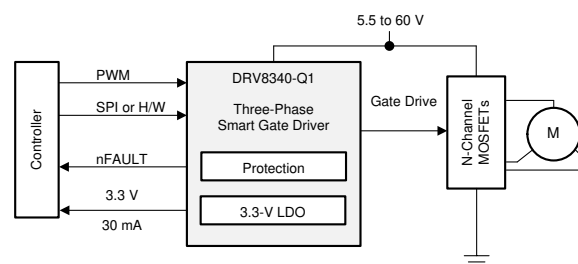 5.5 to 60 V
Controller
PWM
SPI or H/W
nFAULT
3.3 V
30 mA
DRV8340-Q1
Three-Phase
Smart Gate Driver
Protection
3.3-V LDO
Gate Drive
N-Channel
MOSFETs
M